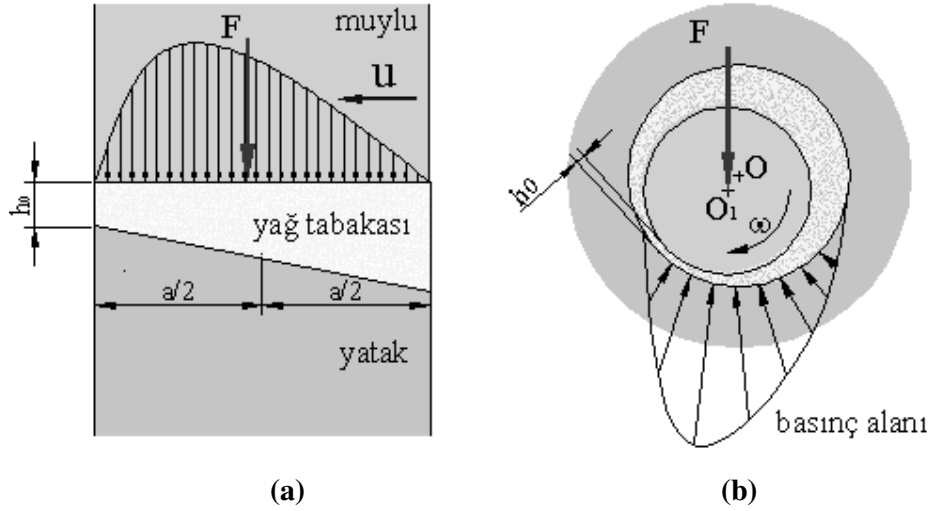 F
muylu
u
h₀
yağ tabakası
a/2
a/2
yatak
(a)
F
h₀
O
O₁
ω
basınç alanı
(b)